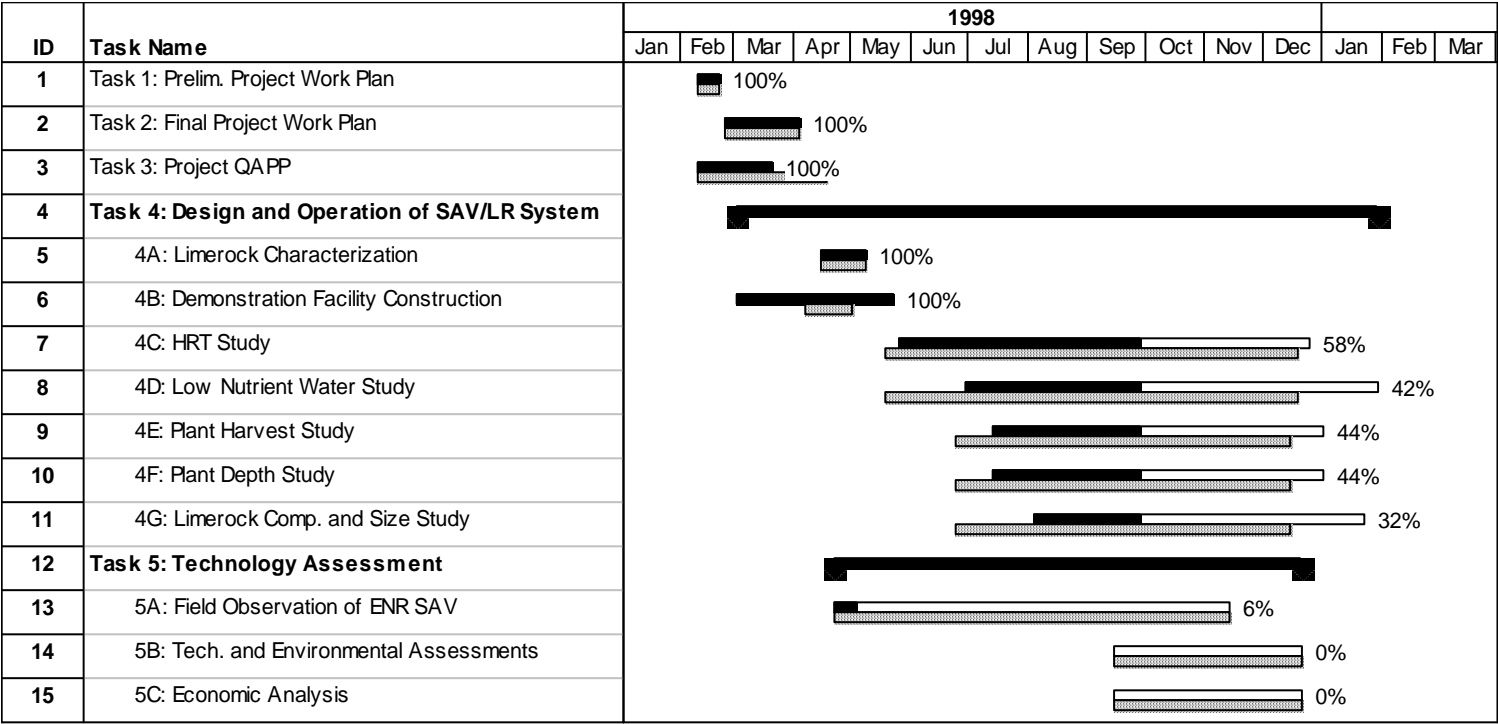 1998
ID Task Name Jan Feb Mar Apr May Jun Jul Aug Sep Oct Nov Dec Jan Feb Mar
1 Task 1: Prelim. Project Work Plan 100%
2 Task 2: Final Project Work Plan 100%
3 Task 3: Project QAPP 100%
4 Task 4: Design and Operation of SAV/LR System
5 4A: Limerock Characterization 100%
6 4B: Demonstration Facility Construction 100%
7 4C: HRT Study 58%
8 4D: Low Nutrient Water Study 42%
9 4E: Plant Harvest Study 44%
10 4F: Plant Depth Study 44%
11 4G: Limerock Comp. and Size Study 32%
12 Task 5: Technology Assessment
13 5A: Field Observation of ENR SAV 6%
14 5B: Tech. and Environmental Assessments 0%
15 5C: Economic Analysis 0%